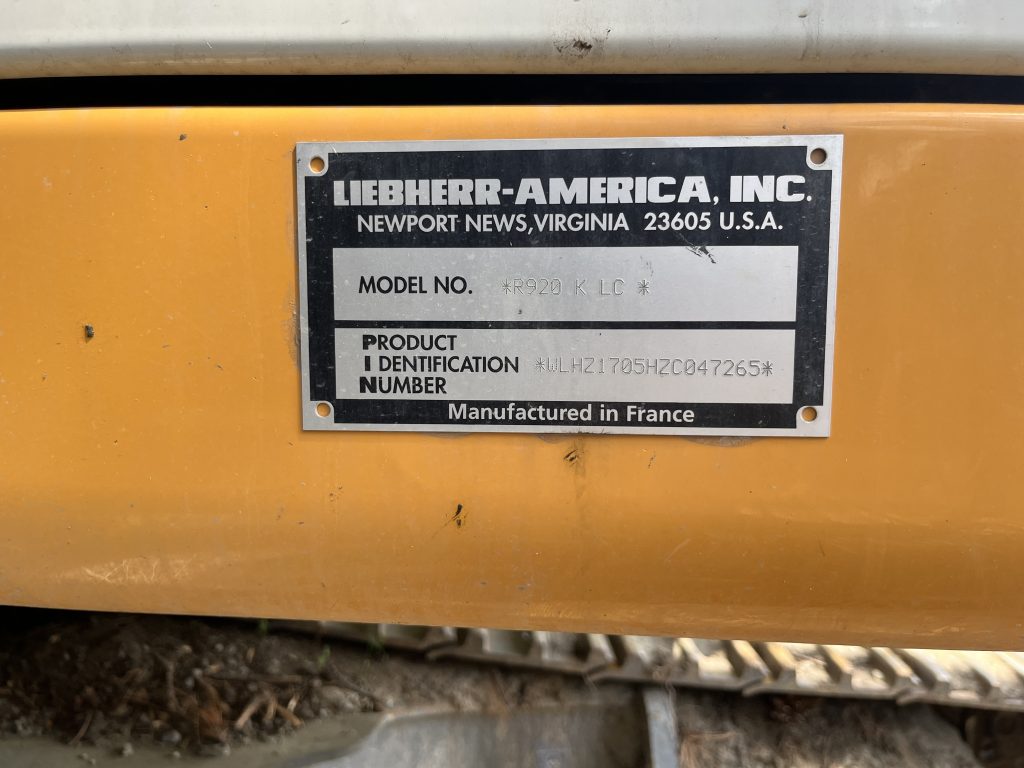 LIEBHERR-AMERICA, INC.
NEWPORT NEWS, VIRGINIA 23605 U.S.A.
MODEL NO. *R920 K LC *
PRODUCT
IDENTIFICATION *WLHZ1705HZC047265*
NUMBER
Manufactured in France